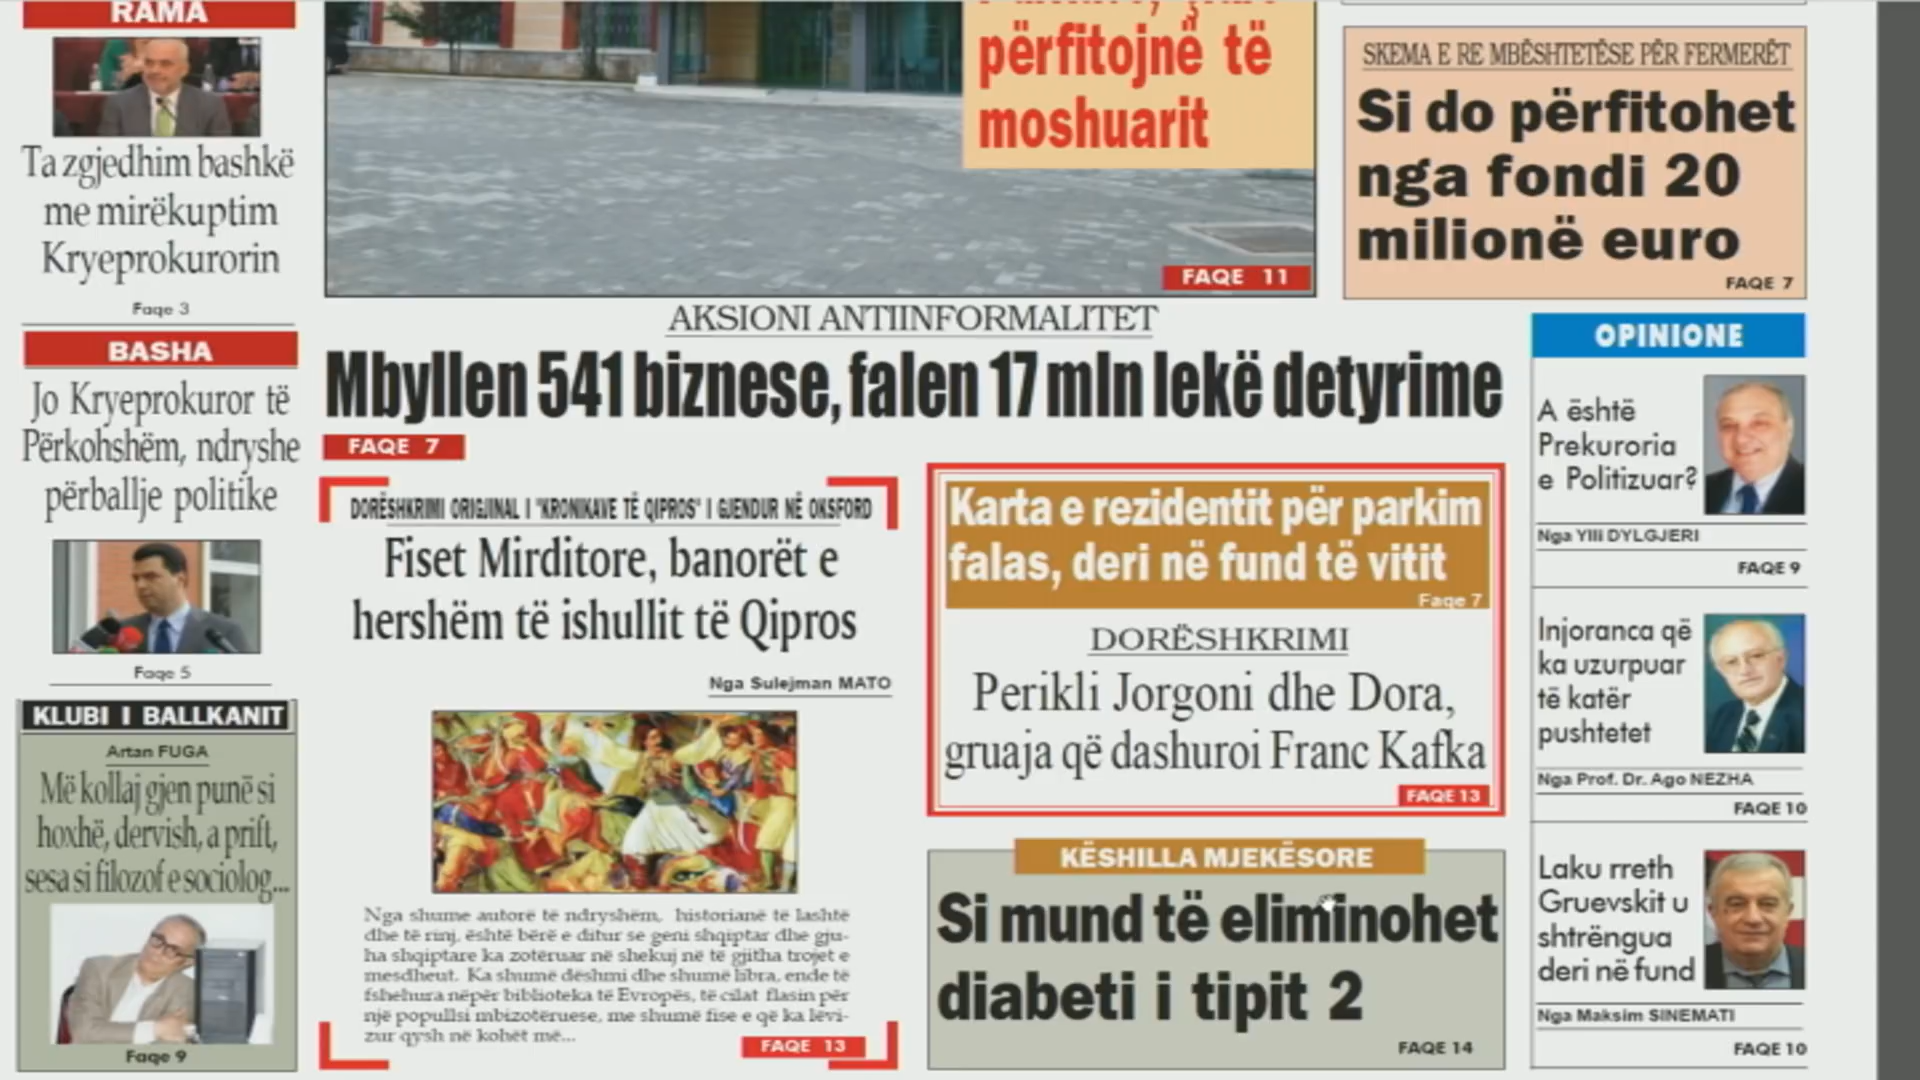 RAMA
Ta zgjedhim bashkë
me mirëkuptim
Kryeprokurorin
Faqe 3
BASHA
Jo Kryeprokuror të
Përkohshëm, ndryshe
përballje politike
Faqe 5
KLUBI I BALLKANIT
Artan FUGA
Më kollaj gjen punë si
hoxhë, dervish, a prift,
sesa si filozof e sociolog...
Faqe 9
përfitojnë të
moshuarit
FAQE 11
AKSIONI ANTIINFORMALITET
Mbyllen 541 biznese, falen 17 mln lekë detyrime
FAQE 7
DORËSHKRIMI ORIGJINAL I "KRONIKAVE TË QIPROS" I GJENDUR NË OKSFORD
Fiset Mirditore, banorët e
hershëm të ishullit të Qipros
Nga Sulejman MATO
Nga shume autorë të ndryshëm, historianë të lashtë
dhe të rinj, është bërë e ditur se geni shqiptar dhe gju-
ha shqiptare ka zotëruar në shekuj në të gjitha trojet e
mesdheut. Ka shumë dëshmi dhe shumë libra, ende të
fshehura nëpër biblioteka të Evropës, të cilat flasin për
një popullsi mbizotëruese, me shumë fise e që ka lëvi-
zur qysh në kohët më...
FAQE 13
Karta e rezidentit për parkim
falas, deri në fund të vitit
Faqe 7
DORËSHKRIMI
Perikli Jorgoni dhe Dora,
gruaja që dashuroi Franc Kafka
FAQE 13
KËSHILLA MJEKËSORE
Si mund të eliminohet
diabeti i tipit 2
FAQE 14
SKEMA E RE MBËSHTETËSE PËR FERMERËT
Si do përfitohet
nga fondi 20
milionë euro
FAQE 7
OPINIONE
A është
Prekuroria
e Politizuar?
Nga Ylli DYLGJERI
FAQE 9
Injoranca që
ka uzurpuar
të katër
pushtetet
Nga Prof. Dr. Ago NEZHA
FAQE 10
Laku rreth
Gruevskit u
shtrëngua
deri në fund
Nga Maksim SINEMATI
FAQE 10